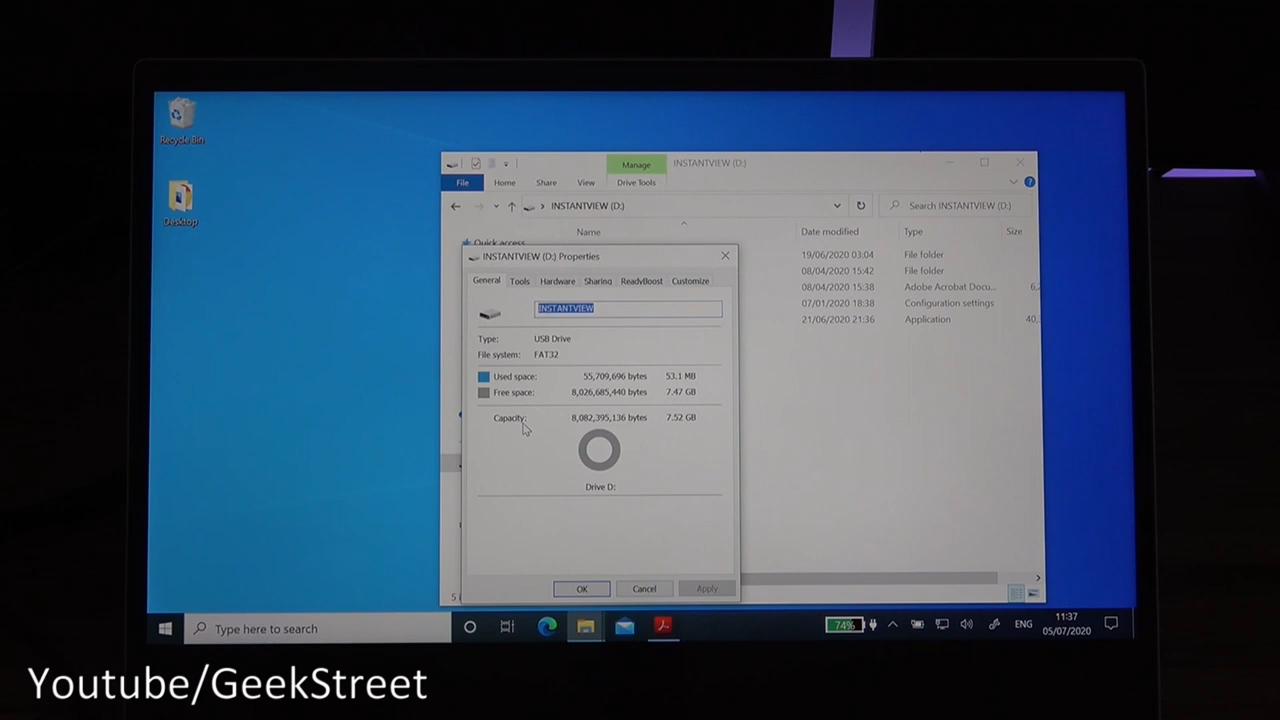 Recycle Bin
Desktop
Manage
INSTANTVIEW (D:)
File
Home
Share
View
Drive Tools
INSTANTVIEW (D:)
Search INSTANTVIEW (D:)
Name
Date modified
Type
Size
Quick access
19/06/2020 03:04
File folder
08/04/2020 15:42
File folder
08/04/2020 15:38
Adobe Acrobat Docu...
6,
07/01/2020 18:38
Configuration settings
21/06/2020 21:36
Application
40,
INSTANTVIEW (D:) Properties
General
Tools
Hardware
Sharing
ReadyBoost
Customize
INSTANTVIEW
Type: USB Drive
File system: FAT32
Used space: 55,709,696 bytes 53.1 MB
Free space: 8,026,685,440 bytes 7.47 GB
Capacity: 8,082,395,136 bytes 7.52 GB
Drive D:
OK
Cancel
Apply
5
Type here to search
74%
ENG
11:37
05/07/2020
Youtube/GeekStreet